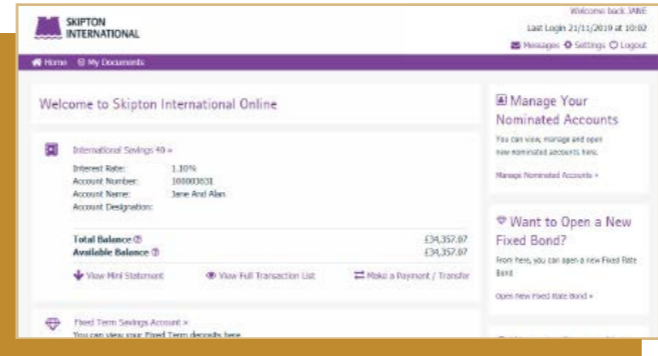 SKIPTON
INTERNATIONAL
Welcome back JANE
Last Login 21/11/2019 at 10:02
Messages Settings Logout
Home My Documents
Welcome to Skipton International Online
International Savings 40 »
Interest Rate: 1.10%
Account Number: 100003631
Account Name: Jane And Alan
Account Designation:
Total Balance
£34,357.07
Available Balance
£34,357.07
View Mini Statement
View Full Transaction List
Make a Payment / Transfer
Fixed Term Savings Account »
You can view your Fixed Term deposits here
Manage Your
Nominated Accounts
You can view, manage and open
new nominated accounts here.
Manage Nominated Accounts »
Want to Open a New
Fixed Bond?
From here, you can open a new Fixed Rate
Bond
Open New Fixed Rate Bond »